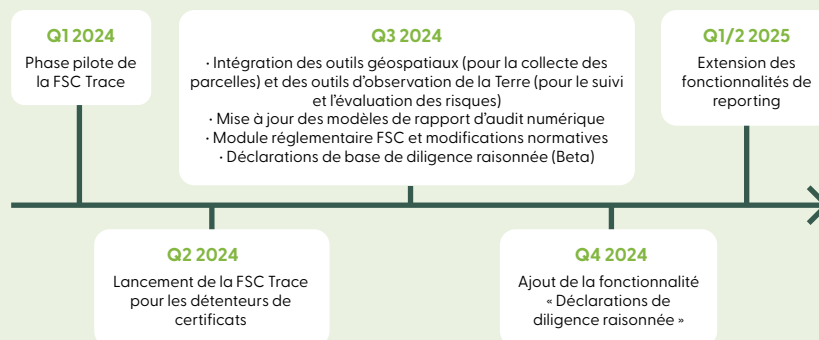 Q1 2024
Phase pilote de
la FSC Trace
Q3 2024
· Intégration des outils géospatiaux (pour la collecte des
parcelles) et des outils d'observation de la Terre (pour le suivi
et l'évaluation des risques)
· Mise à jour des modèles de rapport d'audit numérique
· Module réglementaire FSC et modifications normatives
· Déclarations de base de diligence raisonnée (Beta)
Q1/2 2025
Extension des
fonctionnalités de
reporting
Q2 2024
Lancement de la FSC Trace
pour les détenteurs de
certificats
Q4 2024
Ajout de la fonctionnalité
« Déclarations de
diligence raisonnée »